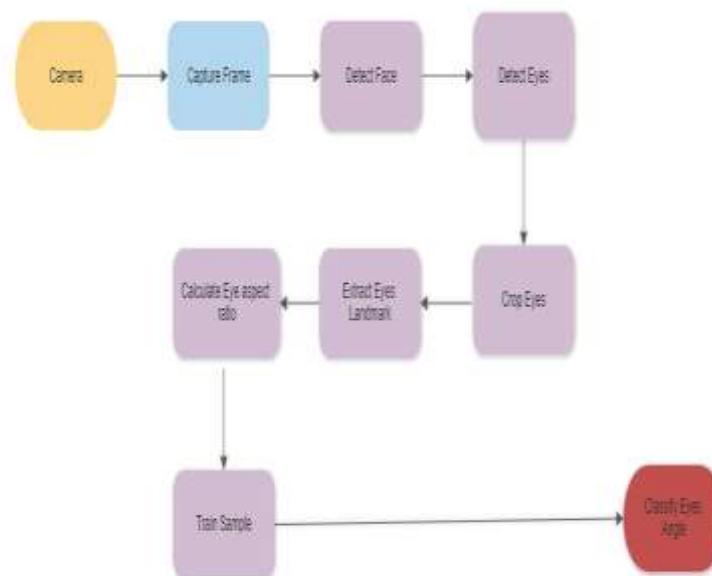 Camera
Capture Frame
Detect Face
Detect Eyes
Crop Eyes
Extract Eyes
Landmark
Calculate Eye aspect
ratio
Train Sample
Classify Eyes
Angle